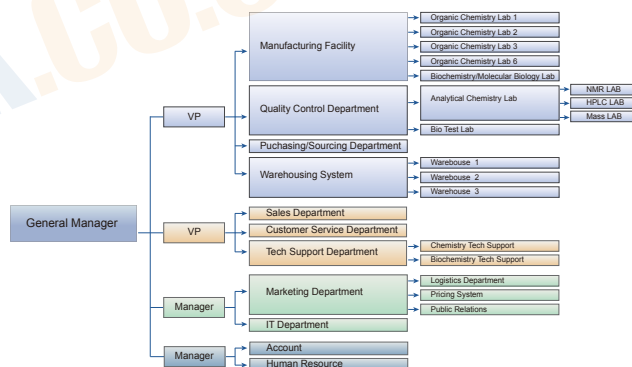 Organic Chemistry Lab 1
Organic Chemistry Lab 2
Manufacturing Facility
Organic Chemistry Lab 3
Organic Chemistry Lab 6
Biochemistry/Molecular Biology Lab
NMR LAB
Analytical Chemistry Lab
HPLC LAB
VP
Quality Control Department
Mass LAB
Bio Test Lab
Puchasing/Sourcing Department
Warebouse 1
Warehousing System
Warebouse 2
Warehouse 3
General Manager
Sales Department
VP
Customer Service Department
Tech Support Department
Chemistry Tech Support
Biochemistry Tech Support
Logistics Department
Marketing Department
Pricing System
Manager
Public Relations
IT Department
Account
Manager
Human Resource